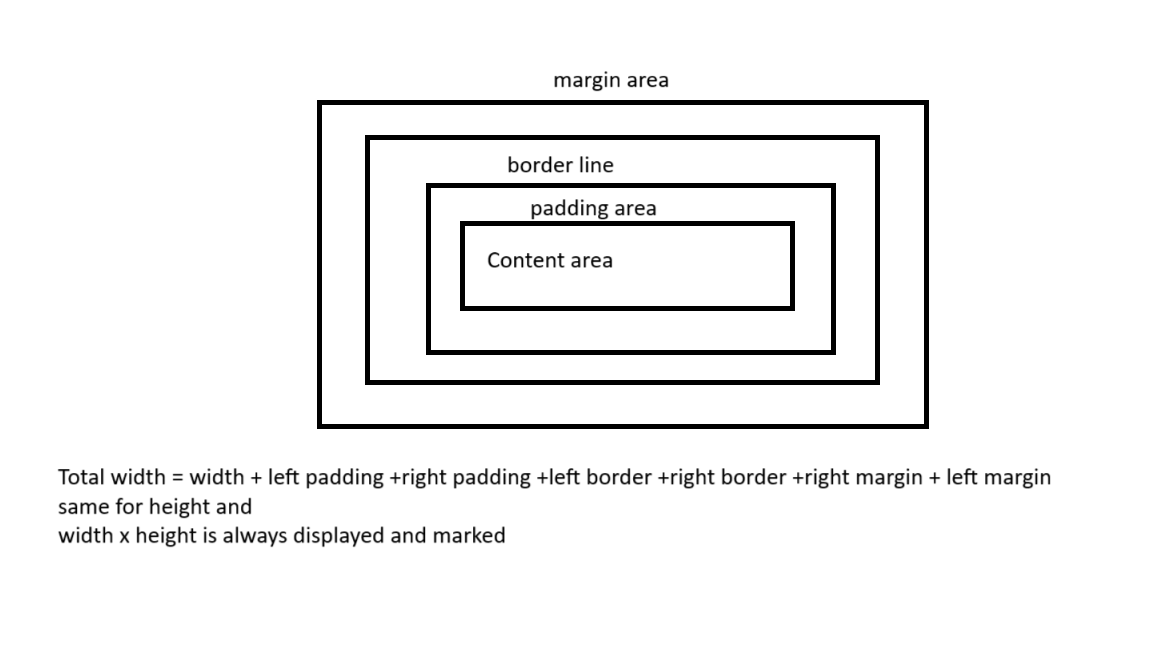 margin area
border line
padding area
Content area
Total width = width + left padding +right padding +left border +right border +right margin + left margin
same for height and
width x height is always displayed and marked